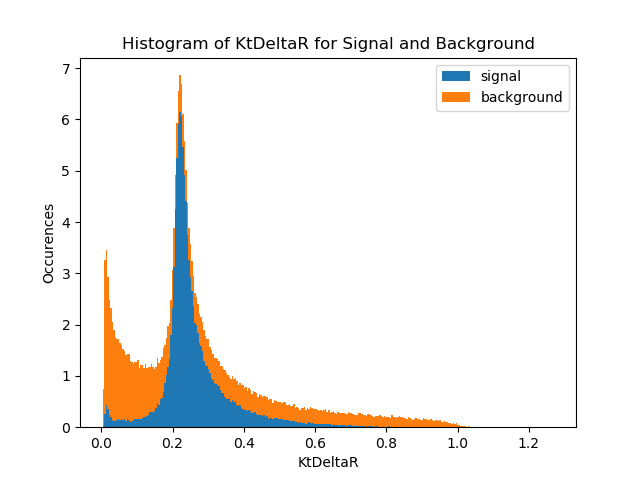 Histogram of KtDeltaR for Signal and Background
signal
background
7
6
5
4
3
2
1
0
Occurences
0.0 0.2 0.4 0.6 0.8 1.0 1.2
KtDeltaR